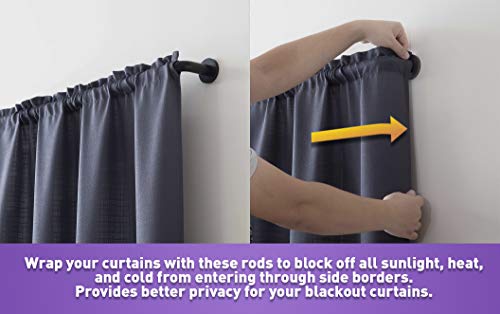 Wrap your curtains with these rods to block off all sunlight, heat,
and cold from entering through side borders.
Provides better privacy for your blackout curtains.